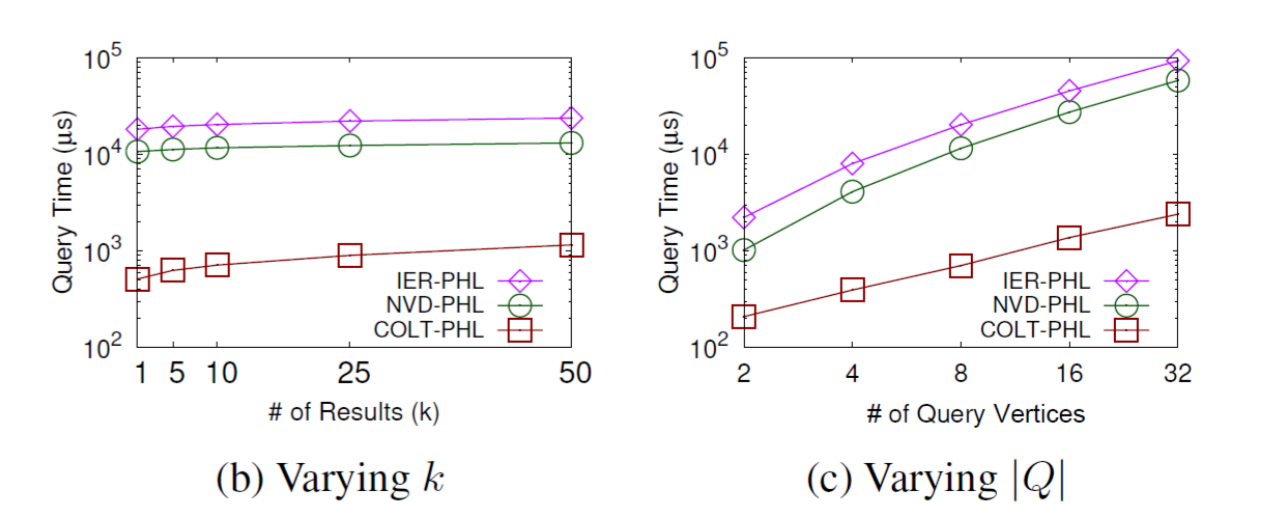 10^5
10^4
10^3
10^2
Query Time (μs)
IER-PHL
NVD-PHL
COLT-PHL
1 5 10 25 50
# of Results (k)
(b) Varying k
10^5
10^4
10^3
10^2
Query Time (μs)
IER-PHL
NVD-PHL
COLT-PHL
2 4 8 16 32
# of Query Vertices
(c) Varying |Q|